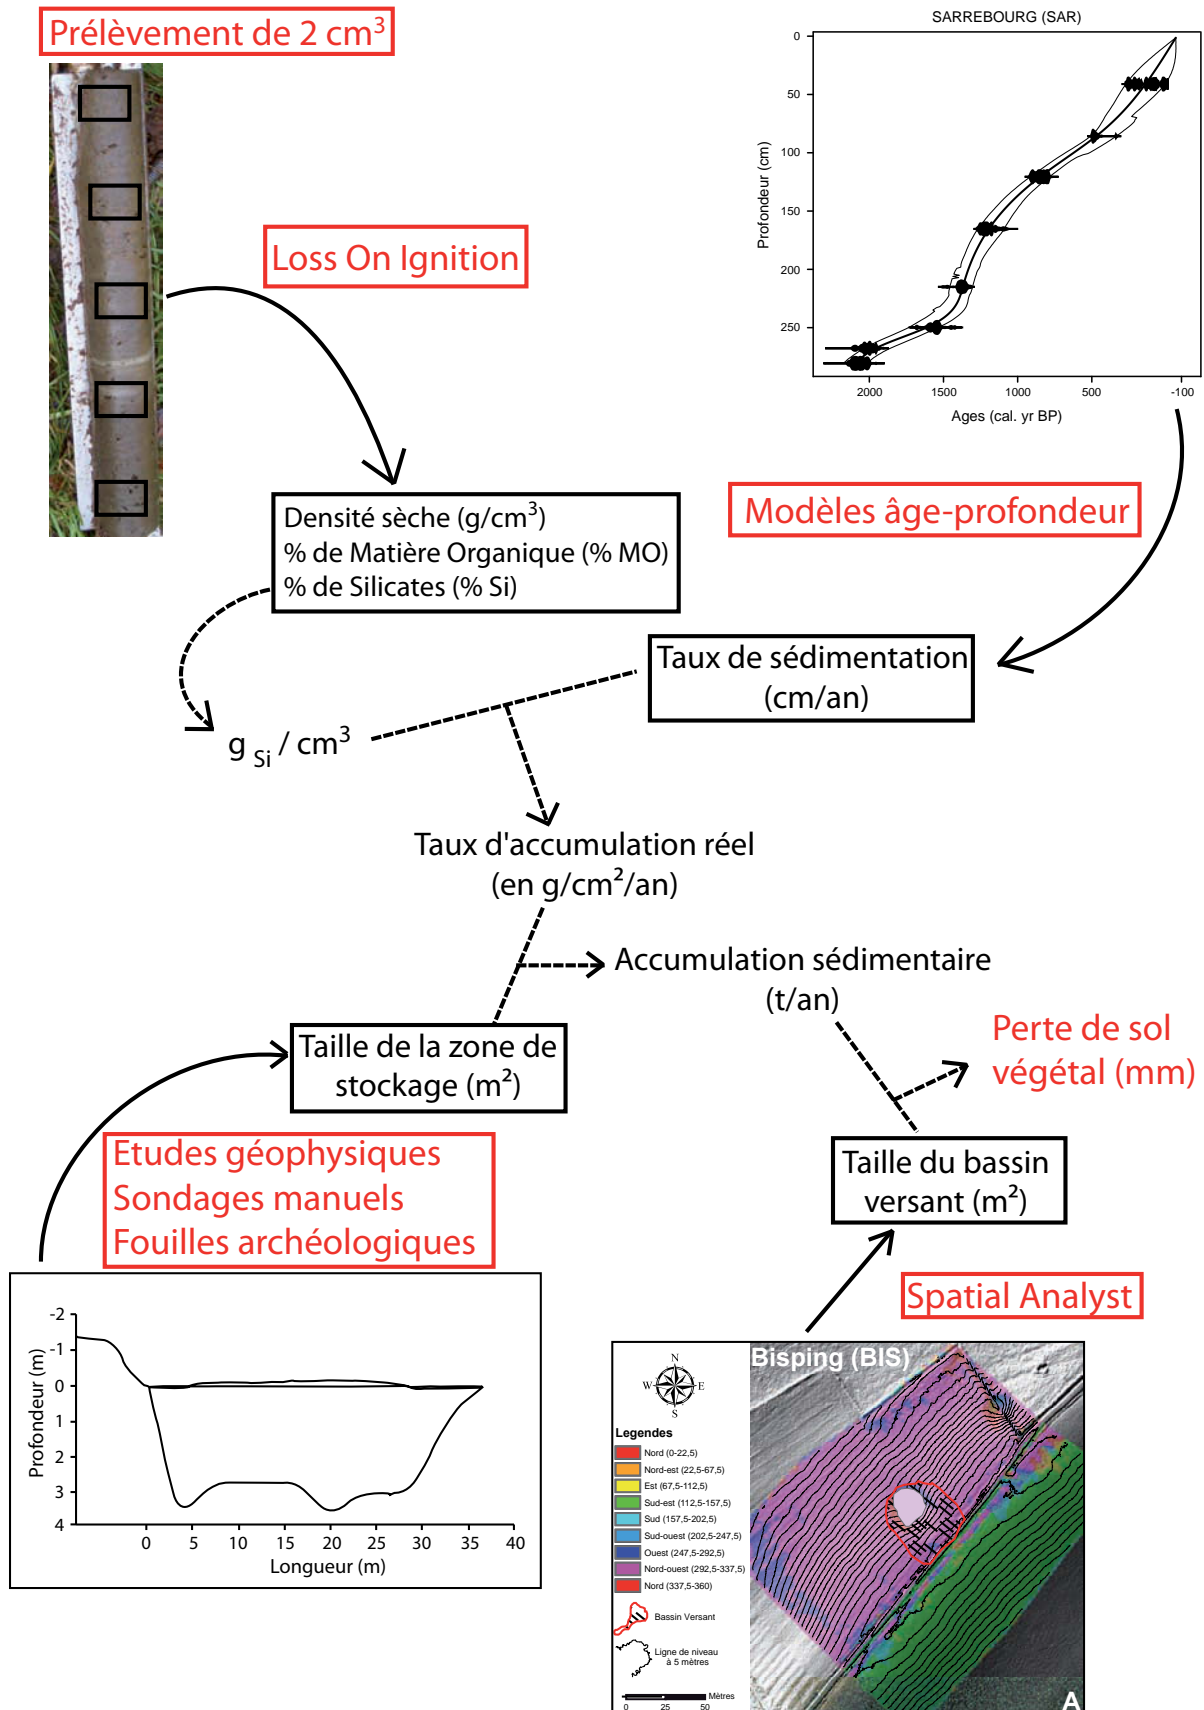 Prélèvement de 2 cm³
SARREBOURG (SAR)
Profondeur (cm)
0
50
100
150
200
250
2000
1500
1000
500
-100
Ages (cal. yr BP)
Loss On Ignition
Modèles âge-profondeur
Densité sèche (g/cm³)
% de Matière Organique (% MO)
% de Silicates (% Si)
Taux de sédimentation
(cm/an)
g Si / cm³
Taux d'accumulation réel
(en g/cm²/an)
Accumulation sédimentaire
(t/an)
Taille de la zone de
stockage (m²)
Perte de sol
végétal (mm)
Etudes géophysiques
Sondages manuels
Fouilles archéologiques
Taille du bassin
versant (m²)
Spatial Analyst
Profondeur (m)
-2
-1
0
1
2
3
4
0
5
10
15
20
25
30
35
40
Longueur (m)
Bisping (BIS)
N
W
E
S
Legendes
Nord (0-22,5)
Nord-est (22,5-67,5)
Est (67,5-112,5)
Sud-est (112,5-157,5)
Sud (157,5-202,5)
Sud-ouest (202,5-247,5)
Ouest (247,5-292,5)
Nord-ouest (292,5-337,5)
Nord (337,5-360)
Bassin Versant
Ligne de niveau
à 5 mètres
Mètres
0
25
50
A